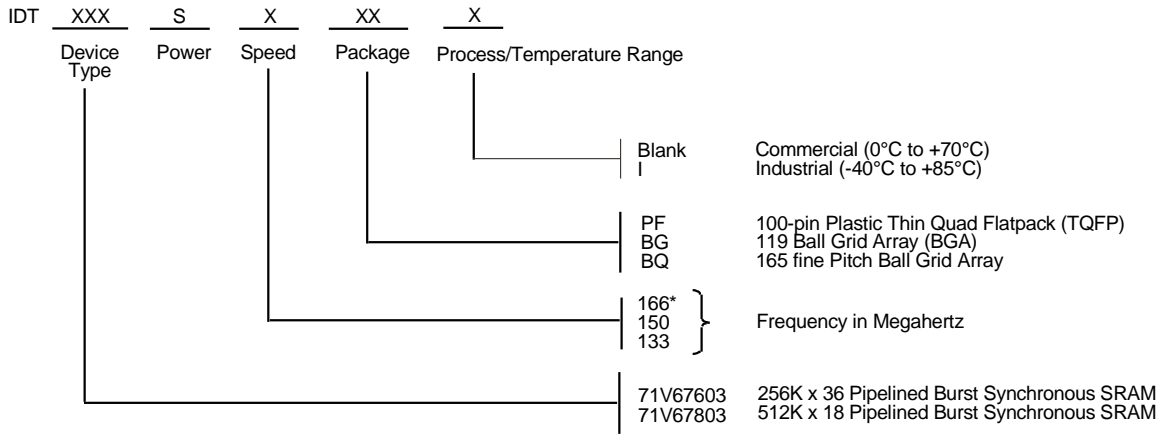 IDT XXX S X XX X
Device Type Power Speed Package Process/Temperature Range
Blank Commercial (0°C to +70°C)
I Industrial (-40°C to +85°C)
PF 100-pin Plastic Thin Quad Flatpack (TQFP)
BG 119 Ball Grid Array (BGA)
BQ 165 fine Pitch Ball Grid Array
166*
150 Frequency in Megahertz
133
71V67603 256K x 36 Pipelined Burst Synchronous SRAM
71V67803 512K x 18 Pipelined Burst Synchronous SRAM